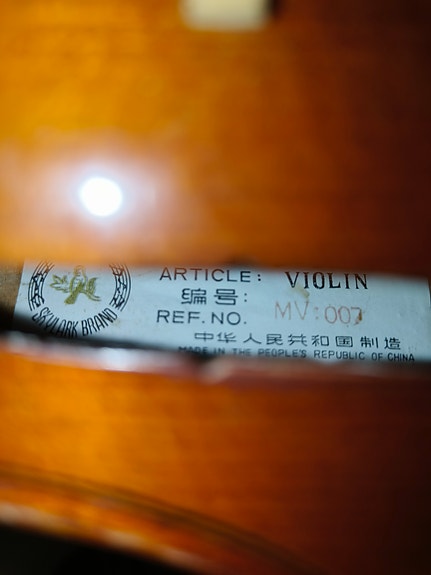 SKYLARK BRAND
ARTICLE: VIOLIN
编号:
REF. NO. MV:007
中华人民共和国制造
MADE IN THE PEOPLE'S REPUBLIC OF CHINA